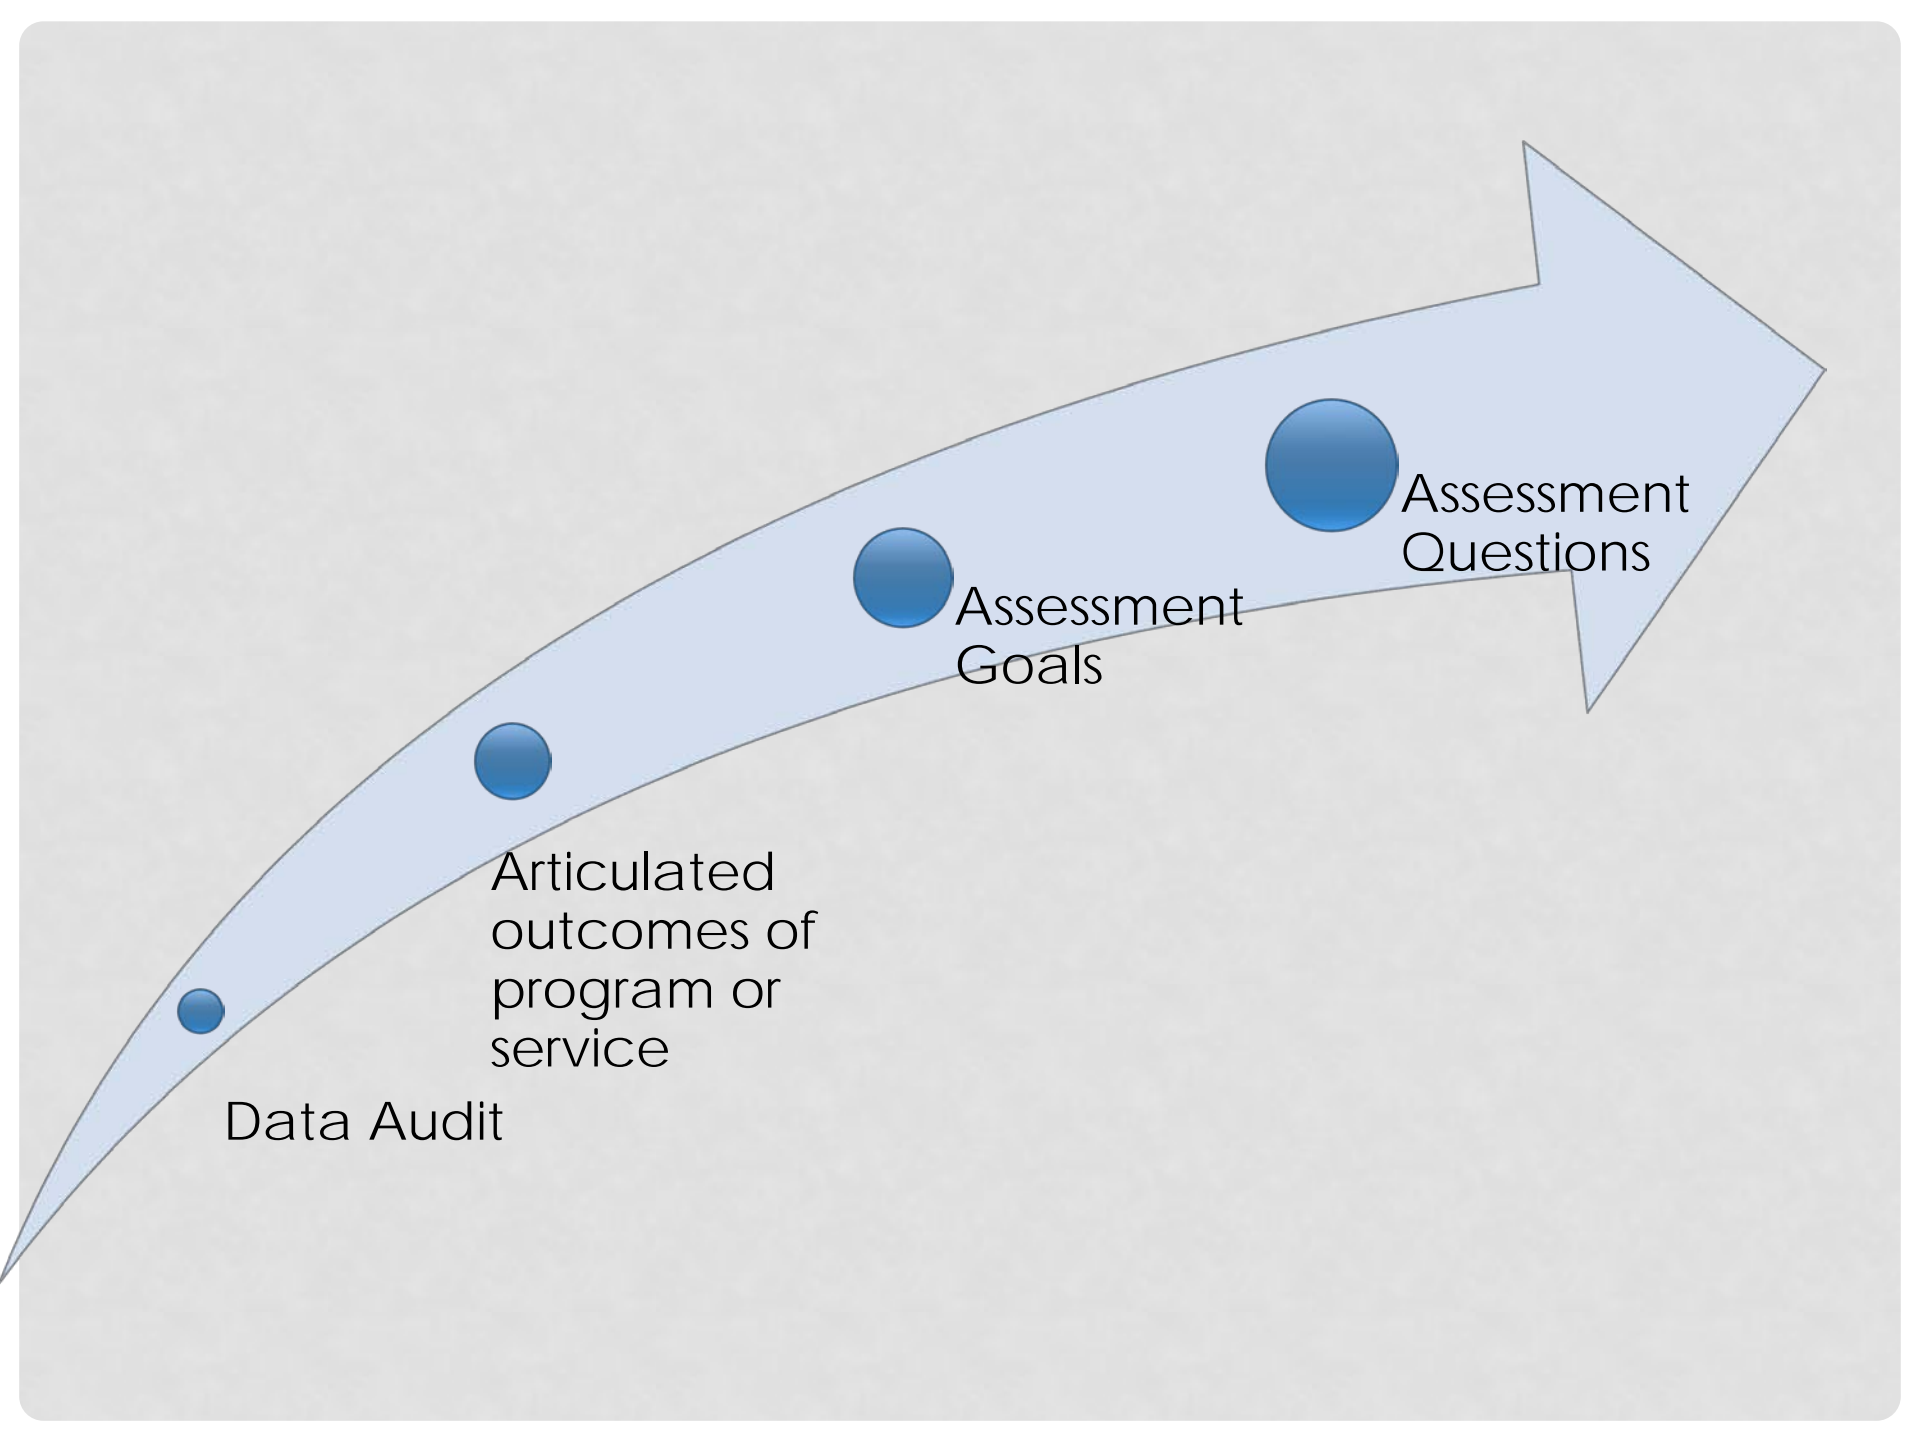 Data Audit
Articulated
outcomes of
program or
service
Assessment
Goals
Assessment
Questions